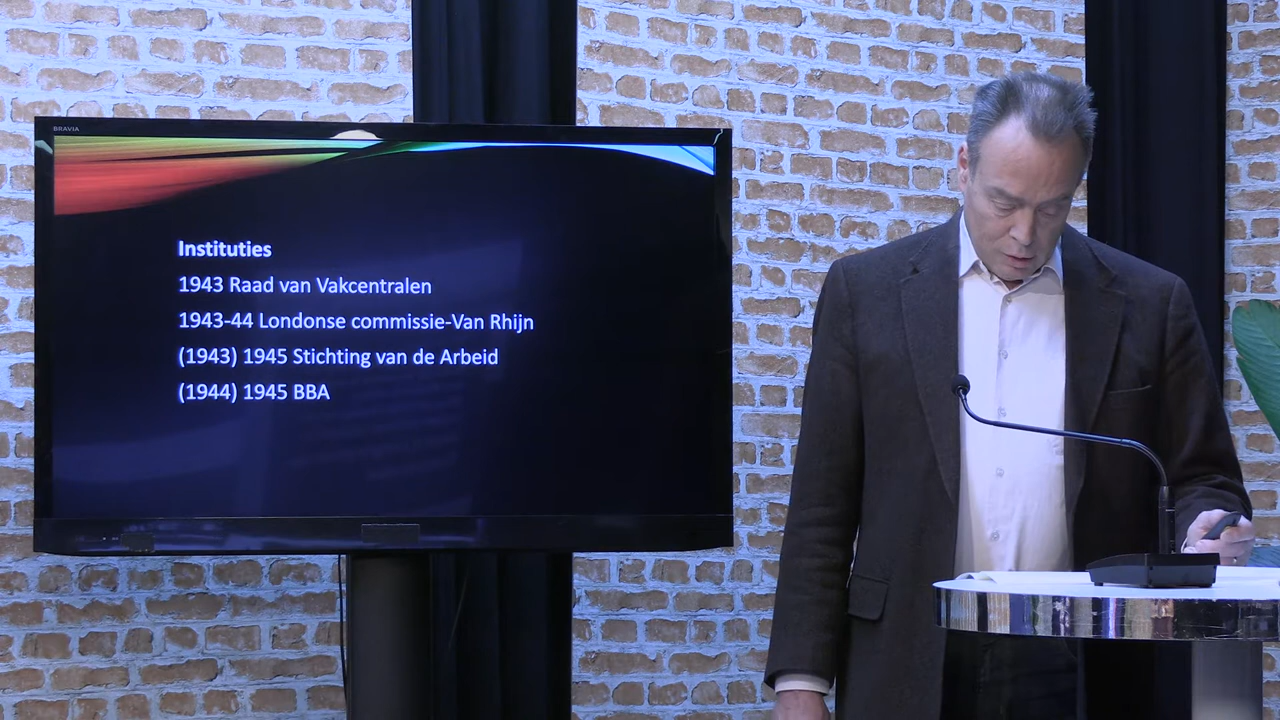 BRAVIA
Instituties
1943 Raad van Vakcentralen
1943-44 Londonse commissie-Van Rhijn
(1943) 1945 Stichting van de Arbeid
(1944) 1945 BBA